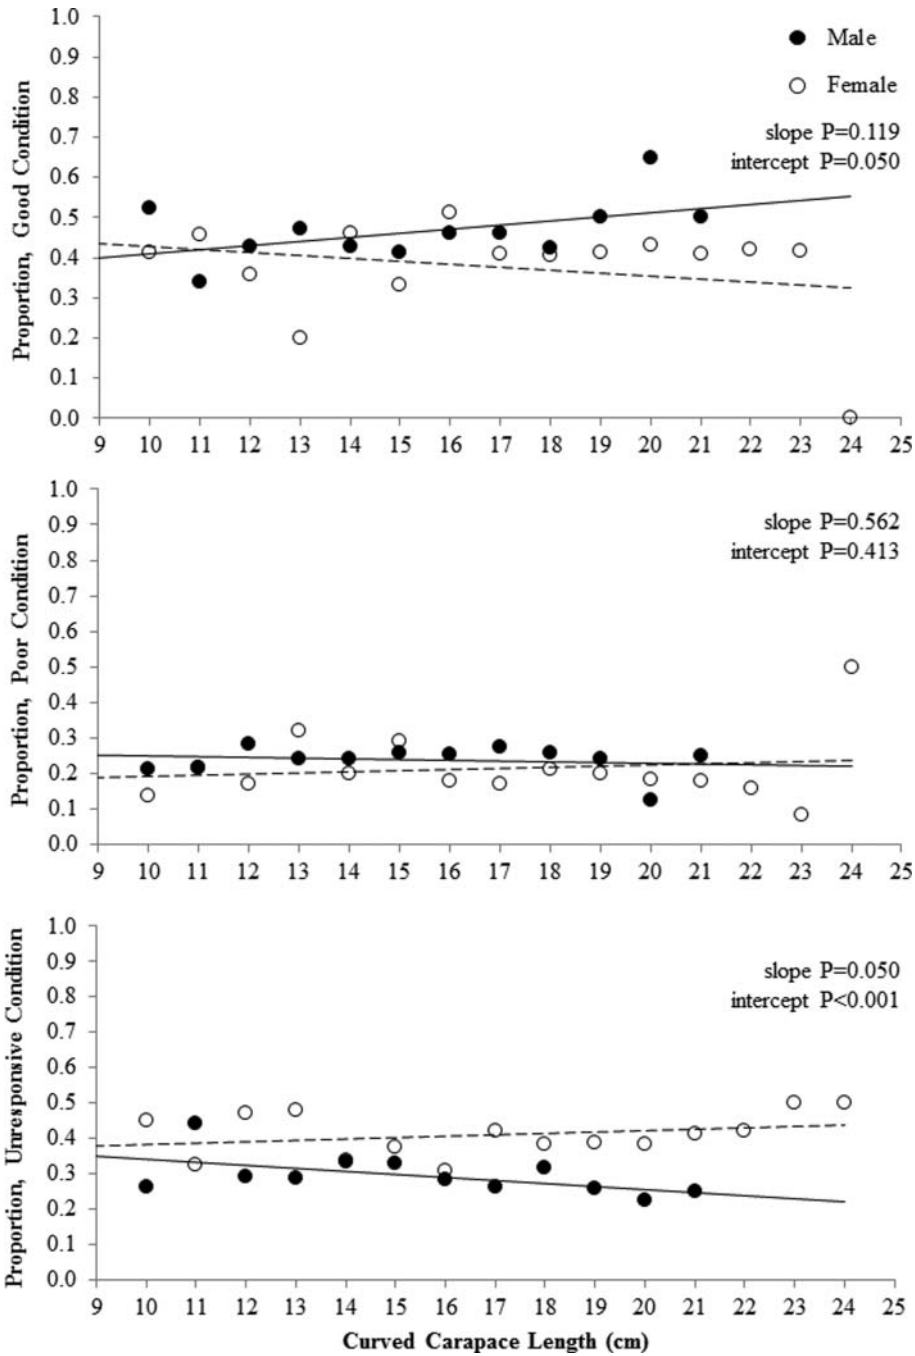 Proportion, Good Condition
1.0
0.9
0.8
0.7
0.6
0.5
0.4
0.3
0.2
0.1
0.0
Male
Female
slope P=0.119
intercept P=0.050
9 10 11 12 13 14 15 16 17 18 19 20 21 22 23 24 25
Proportion, Poor Condition
1.0
0.9
0.8
0.7
0.6
0.5
0.4
0.3
0.2
0.1
0.0
slope P=0.562
intercept P=0.413
9 10 11 12 13 14 15 16 17 18 19 20 21 22 23 24 25
Proportion, Unresponsive Condition
1.0
0.9
0.8
0.7
0.6
0.5
0.4
0.3
0.2
0.1
0.0
slope P=0.050
intercept P<0.001
9 10 11 12 13 14 15 16 17 18 19 20 21 22 23 24 25
Curved Carapace Length (cm)